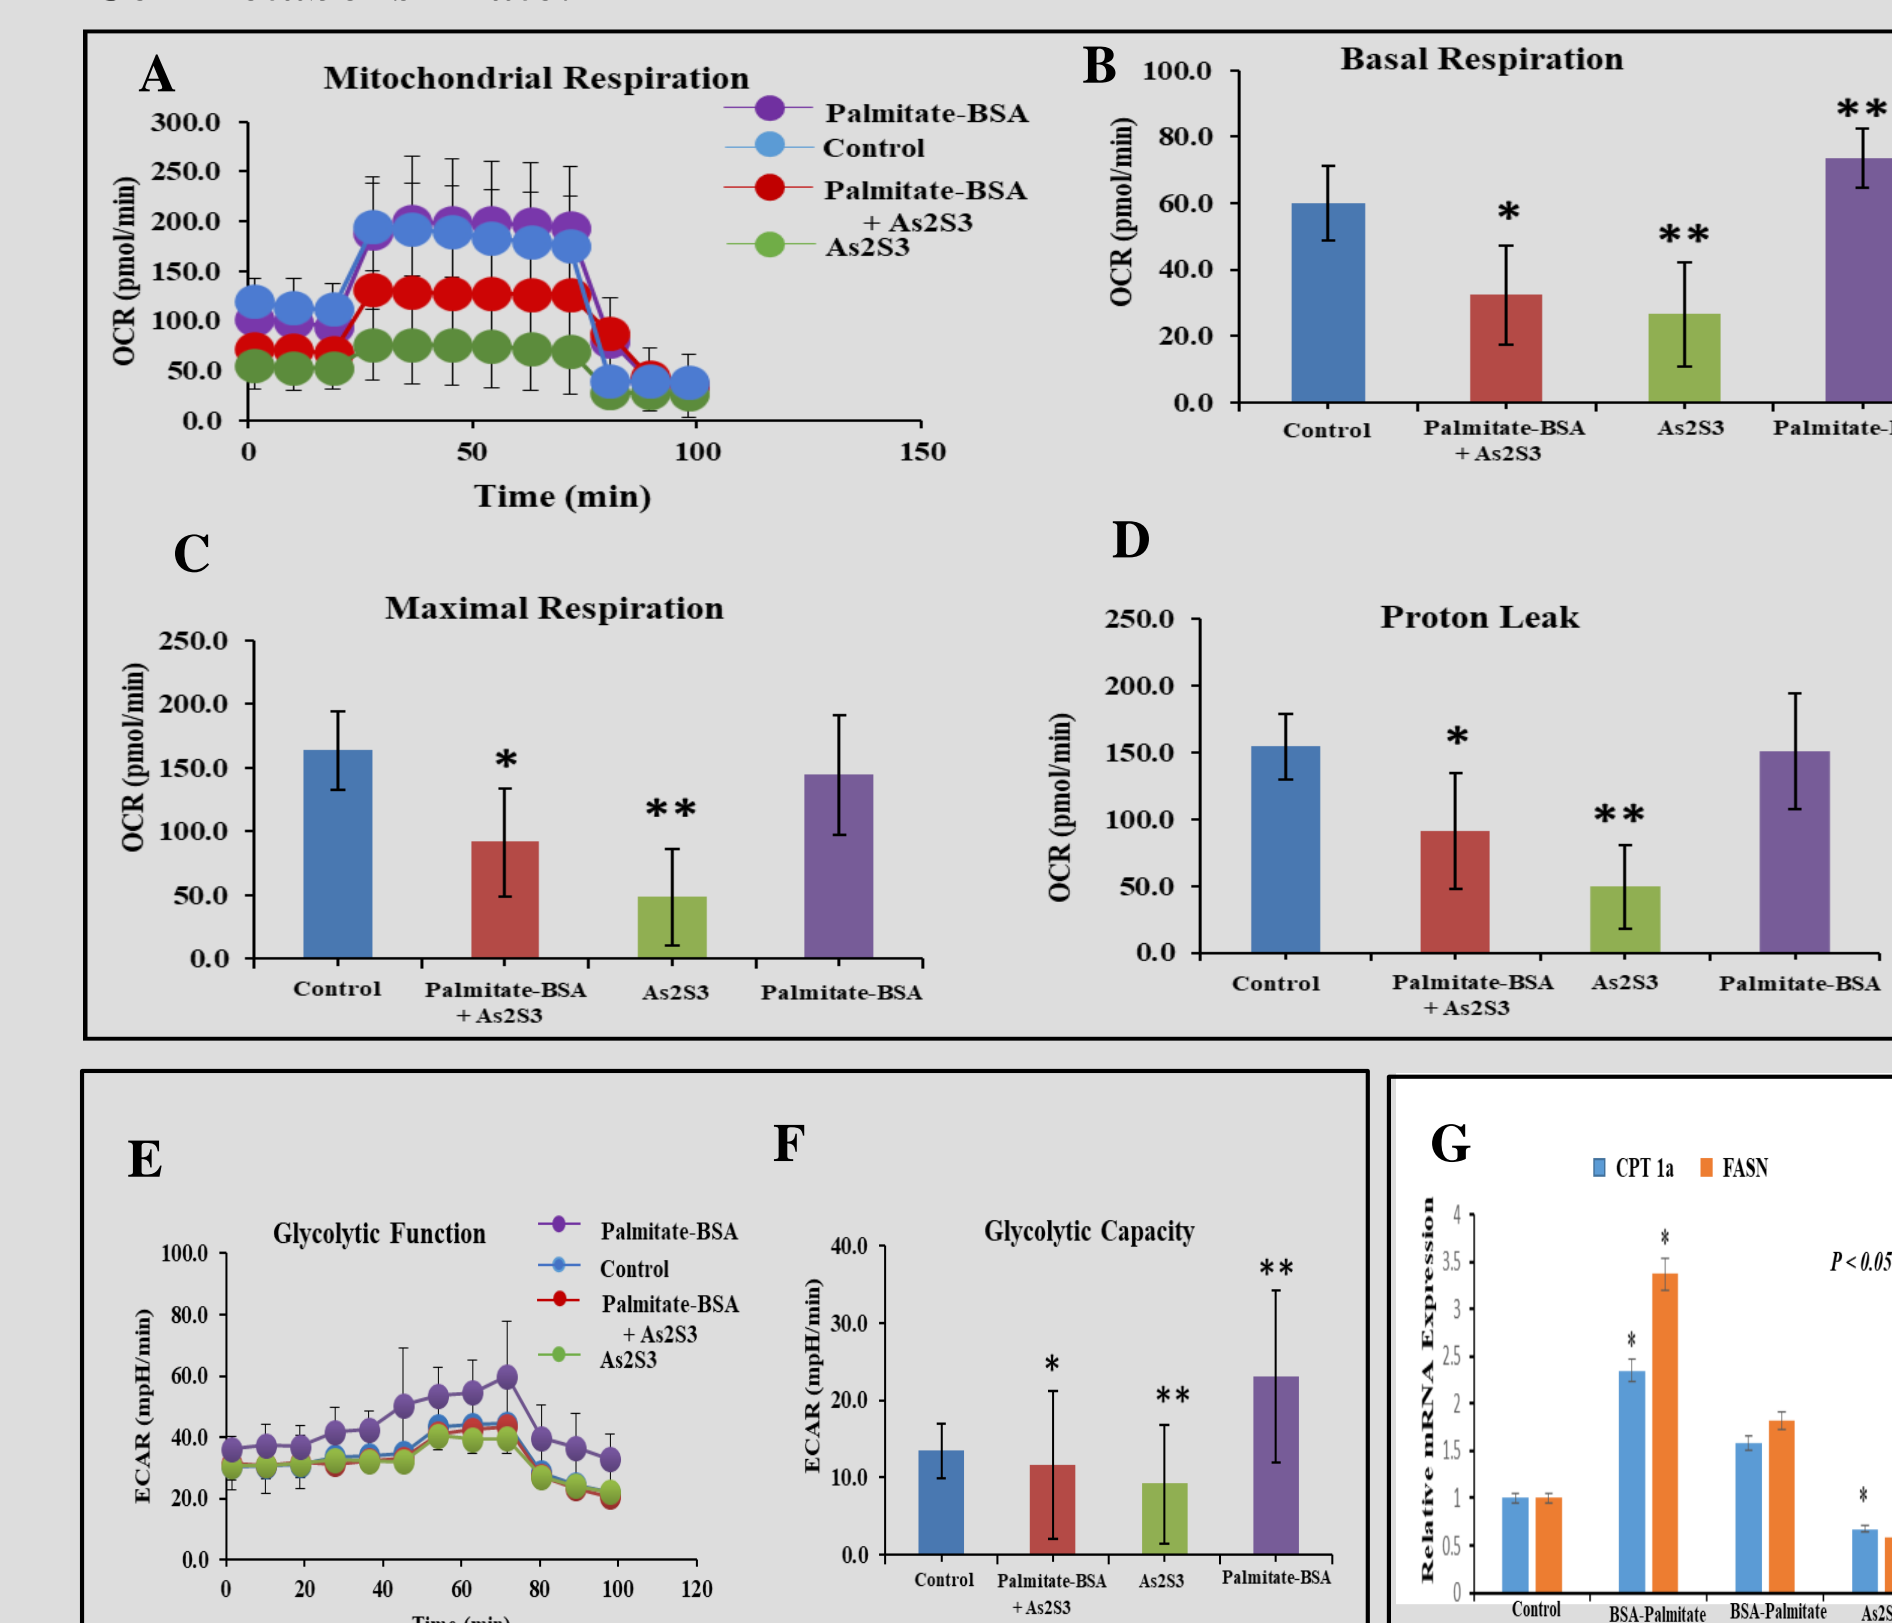 A
Mitochondrial Respiration
Palmitate-BSA
Control
Palmitate-BSA
+ As2S3
As2S3
300.0
250.0
200.0
150.0
100.0
50.0
0.0
OCR (pmol/min)
0 50 100 150
Time (min)
B
Basal Respiration
100.0
80.0
60.0
40.0
20.0
0.0
OCR (pmol/min)
*
**
**
Control Palmitate-BSA As2S3
+ As2S3
C
Maximal Respiration
250.0
200.0
150.0
100.0
50.0
0.0
OCR (pmol/min)
*
**
Control Palmitate-BSA As2S3 Palmitate-BSA
+ As2S3
D
Proton Leak
250.0
200.0
150.0
100.0
50.0
0.0
OCR (pmol/min)
*
**
Control Palmitate-BSA As2S3 Palmitate-BSA
+ As2S3
E
Glycolytic Function
Palmitate-BSA
Control
Palmitate-BSA
+ As2S3
As2S3
100.0
80.0
60.0
40.0
20.0
0.0
ECAR (mpH/min)
0 20 40 60 80 100 120
Time (min)
F
Glycolytic Capacity
40.0
30.0
20.0
10.0
0.0
ECAR (mpH/min)
*
**
**
Control Palmitate-BSA As2S3 Palmitate-BSA
+ As2S3
G
CPT 1a FASN
4
3.5
3
2.5
2
1.5
1
0.5
0
Relative mRNA Expression
*
*
*
P < 0.05
Control BSA-Palmitate BSA-Palmitate